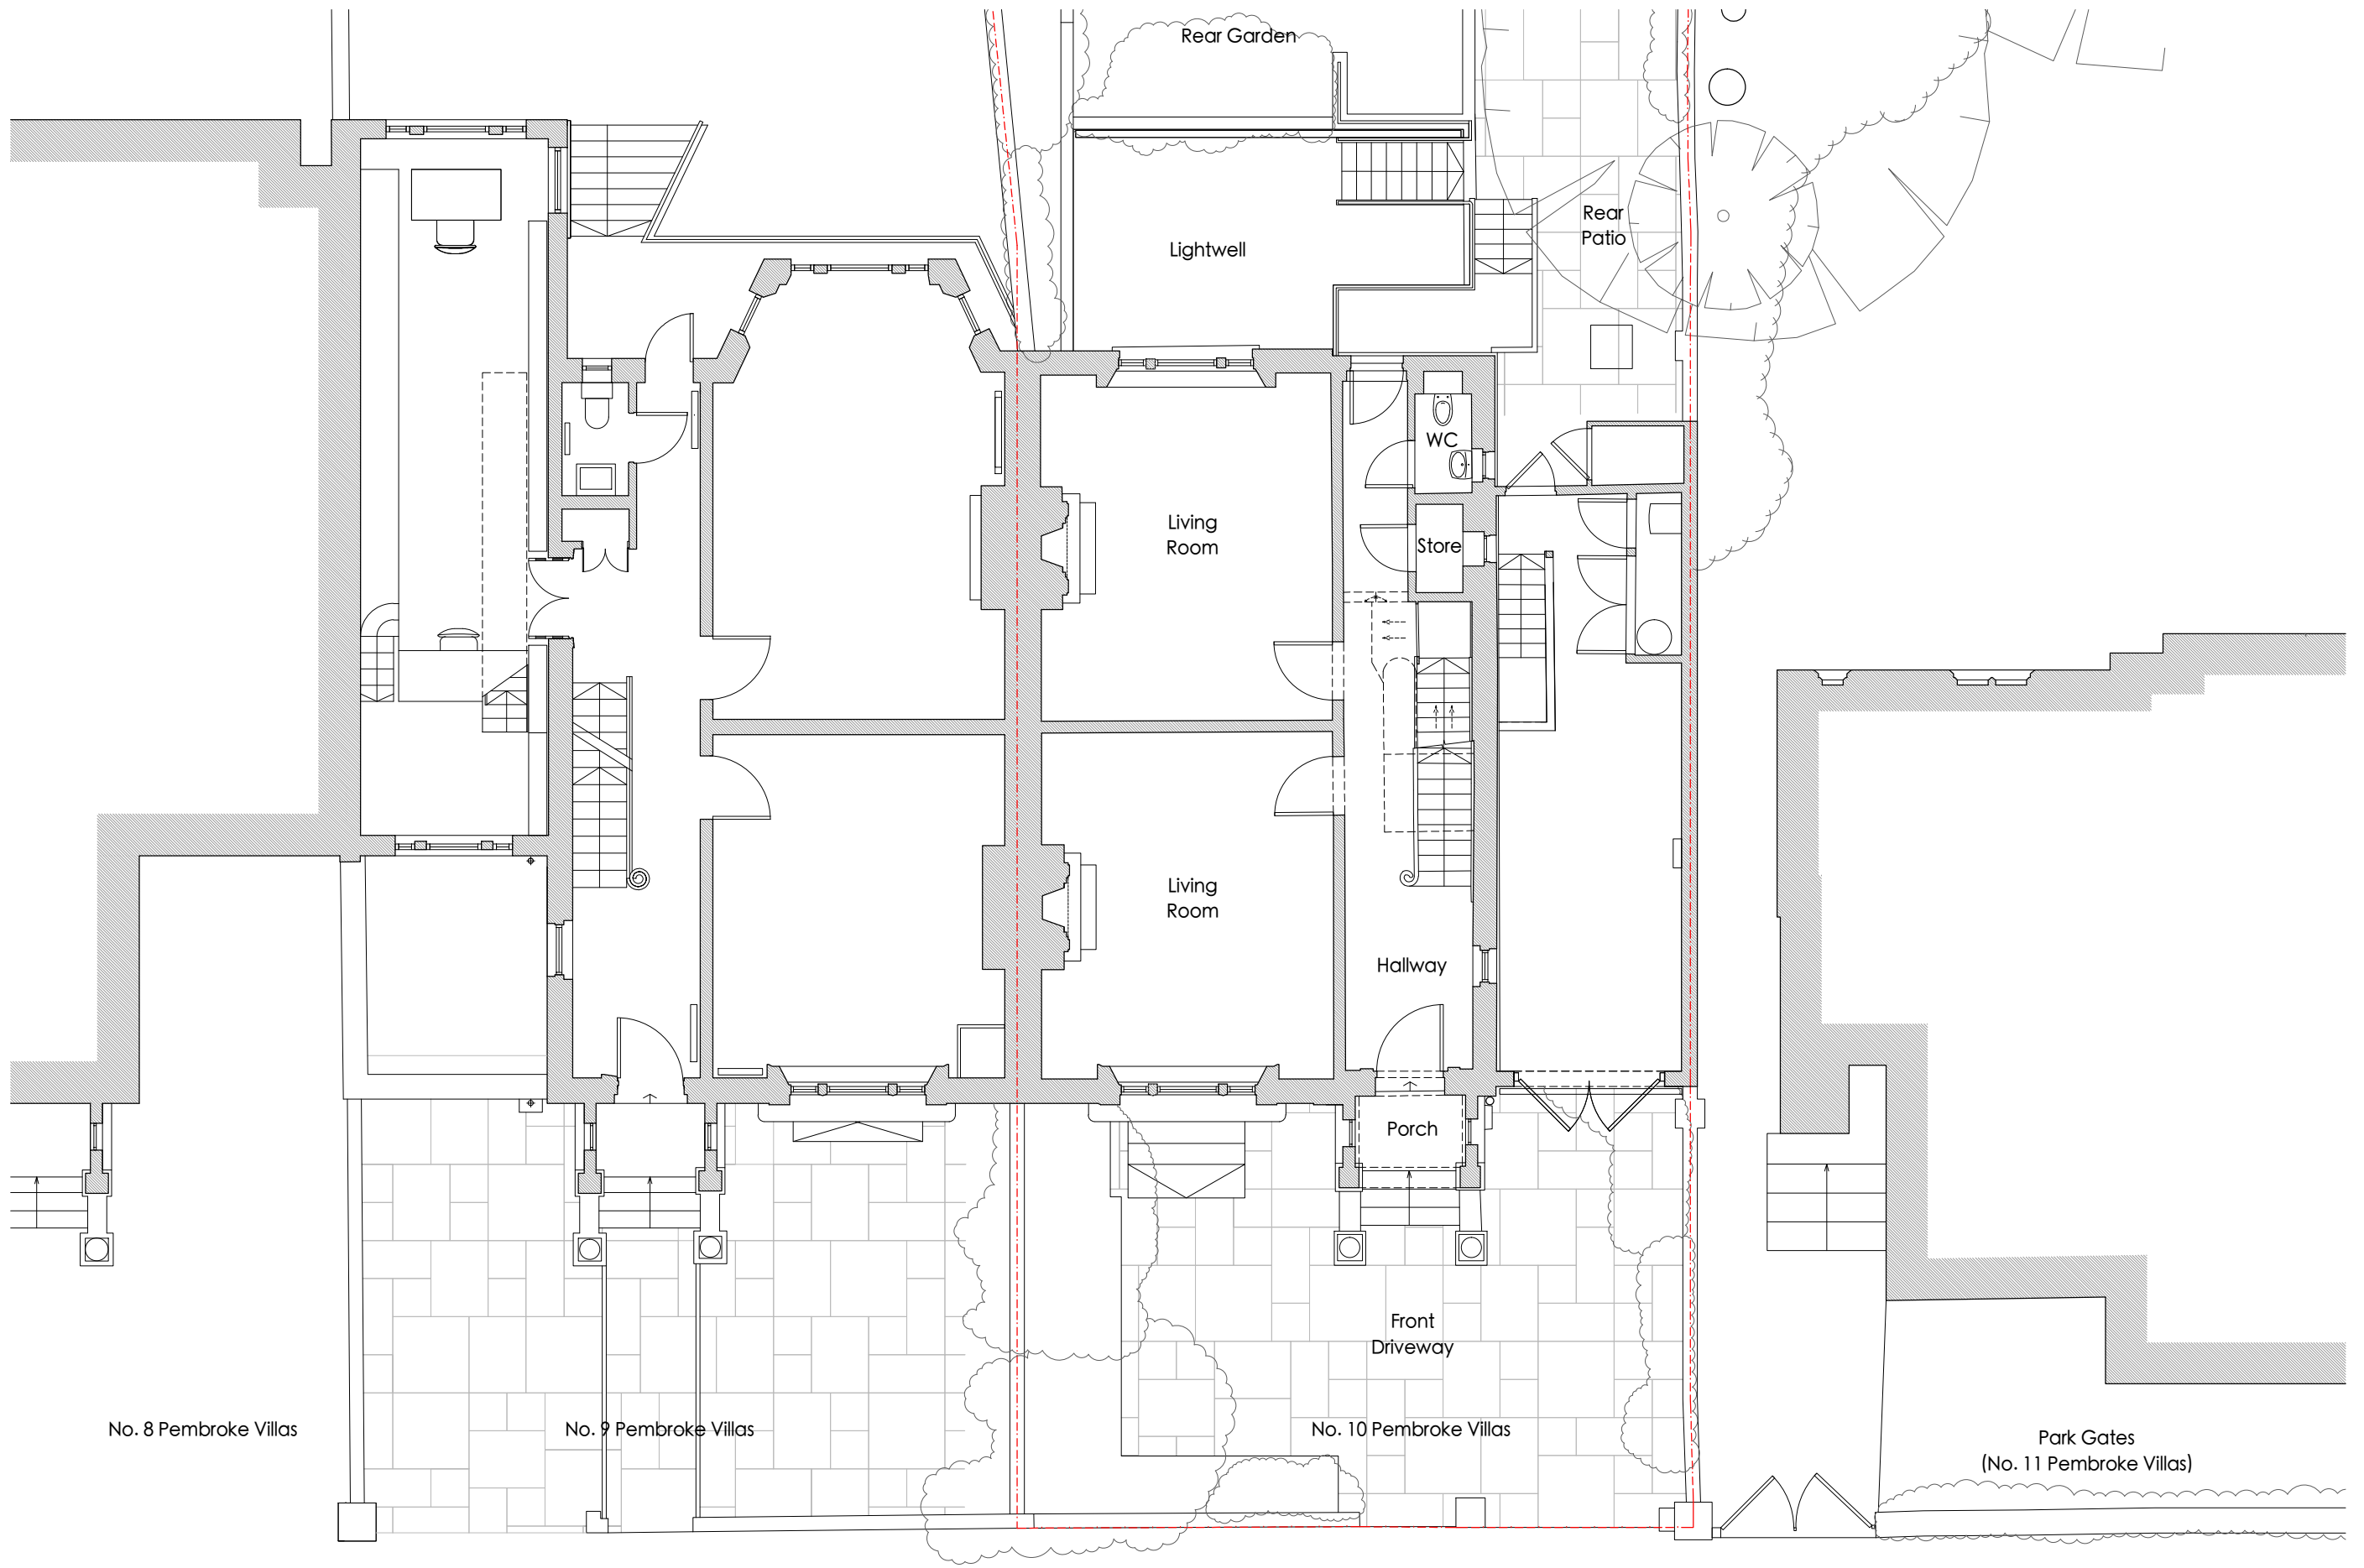 Rear Garden
Rear
Patio
Lightwell
WC
Living
Room
Store
Living
Room
Hallway
Porch
Front
Driveway
No. 8 Pembroke Villas
No. 9 Pembroke Villas
No. 10 Pembroke Villas
Park Gates
(No. 11 Pembroke Villas)